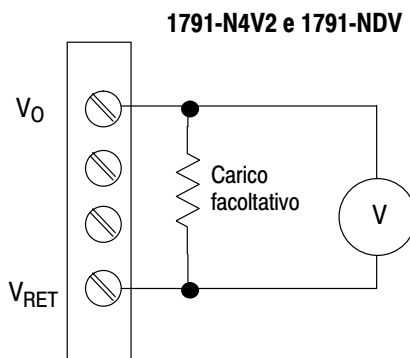 1791-N4V2 e 1791-NDV
VO
Carico
facoltativo
V
VRET